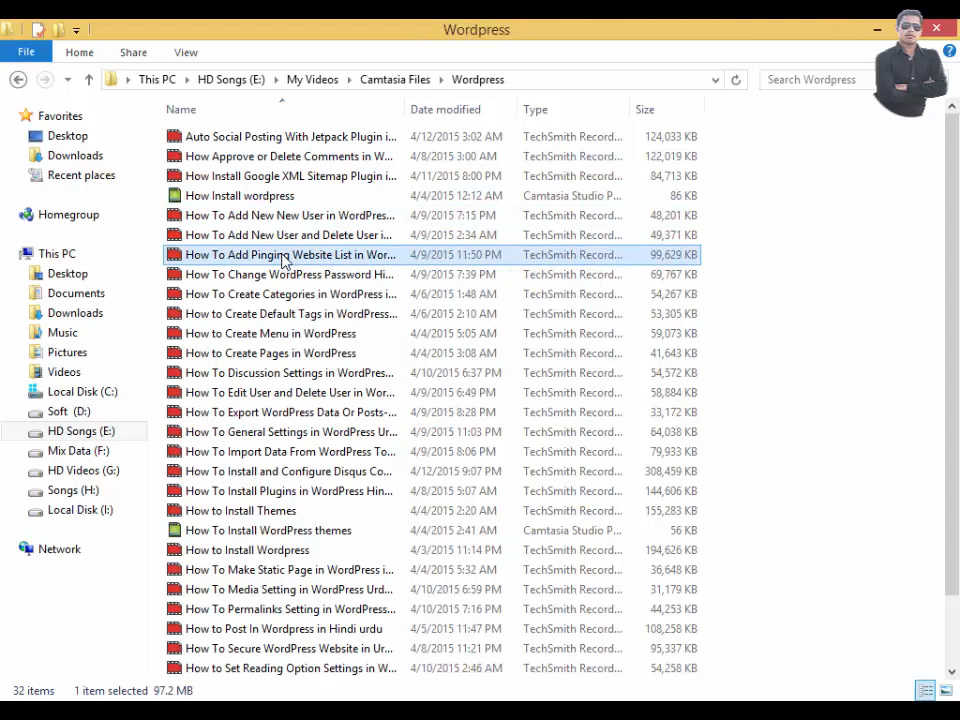 Wordpress
File Home Share View
This PC HD Songs (E:) My Videos Camtasia Files Wordpress Search Wordpress
Name Date modified Type Size
Favorites
Desktop
Downloads
Recent places
Homegroup
This PC
Desktop
Documents
Downloads
Music
Pictures
Videos
Local Disk (C:)
Soft (D:)
HD Songs (E:)
Mix Data (F:)
HD Videos (G:)
Songs (H:)
Local Disk (I:)
Network
Auto Social Posting With Jetpack Plugin i... 4/12/2015 3:02 AM TechSmith Record... 124,033 KB
How Approve or Delete Comments in W... 4/8/2015 3:00 AM TechSmith Record... 122,019 KB
How Install Google XML Sitemap Plugin i... 4/11/2015 8:00 PM TechSmith Record... 84,713 KB
How Install wordpress 4/4/2015 12:12 AM Camtasia Studio P... 86 KB
How To Add New New User in WordPres... 4/9/2015 7:15 PM TechSmith Record... 48,201 KB
How To Add New User and Delete User i... 4/9/2015 2:34 AM TechSmith Record... 49,371 KB
How To Add Pinging Website List in Wor... 4/9/2015 11:50 PM TechSmith Record... 99,629 KB
How To Change WordPress Password Hi... 4/9/2015 7:39 PM TechSmith Record... 69,767 KB
How To Create Categories in WordPress i... 4/6/2015 1:48 AM TechSmith Record... 54,267 KB
How to Create Default Tags in WordPress... 4/6/2015 2:10 AM TechSmith Record... 53,305 KB
How to Create Menu in WordPress 4/4/2015 5:05 AM TechSmith Record... 59,073 KB
How to Create Pages in WordPress 4/4/2015 3:08 AM TechSmith Record... 41,643 KB
How To Discussion Settings in WordPres... 4/10/2015 6:37 PM TechSmith Record... 54,572 KB
How To Edit User and Delete User in Wor... 4/9/2015 6:49 PM TechSmith Record... 58,884 KB
How To Export WordPress Data Or Posts-... 4/9/2015 8:28 PM TechSmith Record... 33,172 KB
How To General Settings in WordPress Ur... 4/9/2015 11:03 PM TechSmith Record... 64,038 KB
How To Import Data From WordPress To... 4/9/2015 8:06 PM TechSmith Record... 79,933 KB
How To Install and Configure Disqus Co... 4/12/2015 9:07 PM TechSmith Record... 308,459 KB
How To Install Plugins in WordPress Hin... 4/8/2015 5:07 AM TechSmith Record... 144,606 KB
How to Install Themes 4/4/2015 2:20 AM TechSmith Record... 155,283 KB
How To Install WordPress themes 4/4/2015 2:41 AM Camtasia Studio P... 56 KB
How to Install Wordpress 4/3/2015 11:14 PM TechSmith Record... 194,626 KB
How To Make Static Page in WordPress i... 4/4/2015 5:32 AM TechSmith Record... 36,648 KB
How To Media Setting in WordPress Urd... 4/10/2015 6:59 PM TechSmith Record... 31,179 KB
How To Permalinks Setting in WordPress... 4/10/2015 7:16 PM TechSmith Record... 44,253 KB
How to Post In Wordpress in Hindi urdu 4/5/2015 11:47 PM TechSmith Record... 108,258 KB
How To Secure WordPress Website in Ur... 4/8/2015 11:21 PM TechSmith Record... 95,337 KB
How to Set Reading Option Settings in W... 4/10/2015 2:46 AM TechSmith Record... 54,258 KB
32 items 1 item selected 97.2 MB